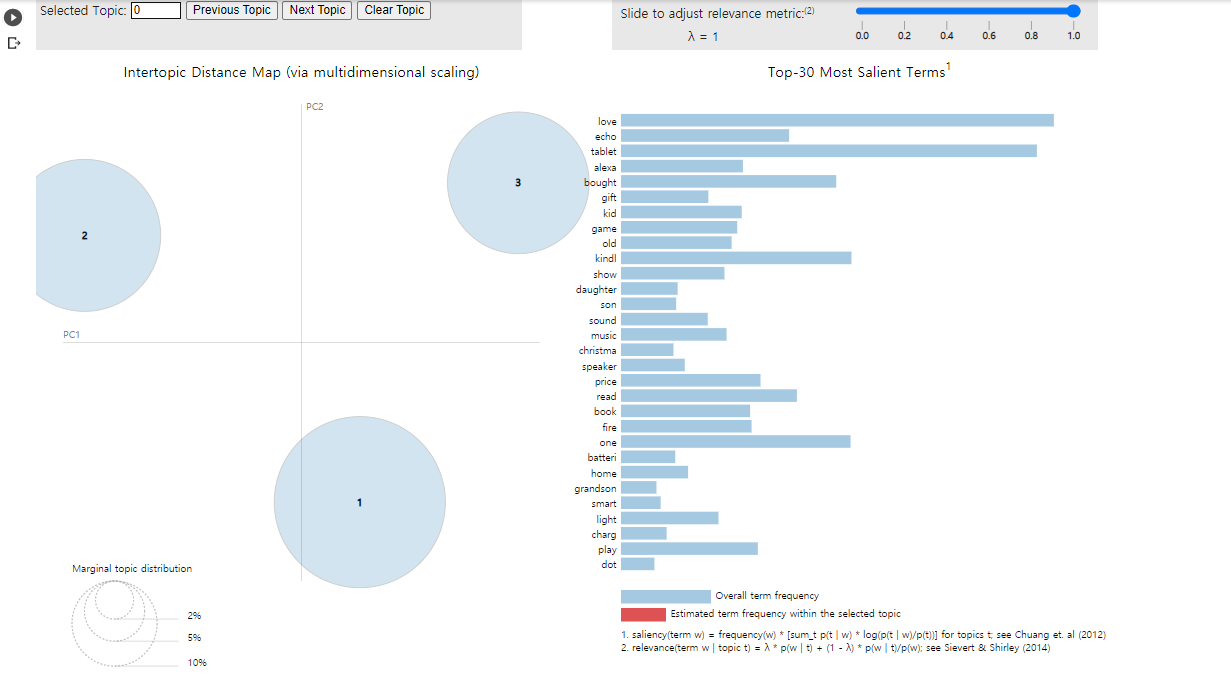 Selected Topic: 0 Previous Topic Next Topic Clear Topic
Slide to adjust relevance metric:(2)
λ = 1
0.0 0.2 0.4 0.6 0.8 1.0
Intertopic Distance Map (via multidimensional scaling)
PC2
3
2
PC1
1
Marginal topic distribution
2%
5%
10%
Top-30 Most Salient Terms1
love
echo
tablet
alexa
bought
gift
kid
game
old
kindl
show
daughter
son
sound
music
christma
speaker
price
read
book
fire
one
batteri
home
grandson
smart
light
charg
play
dot
Overall term frequency
Estimated term frequency within the selected topic
1. saliency(term w) = frequency(w) * [sum_t p(t | w) * log(p(t | w)/p(t))] for topics t; see Chuang et. al (2012)
2. relevance(term w | topic t) = λ * p(w | t) + (1 - λ) * p(w | t)/p(w); see Sievert & Shirley (2014)